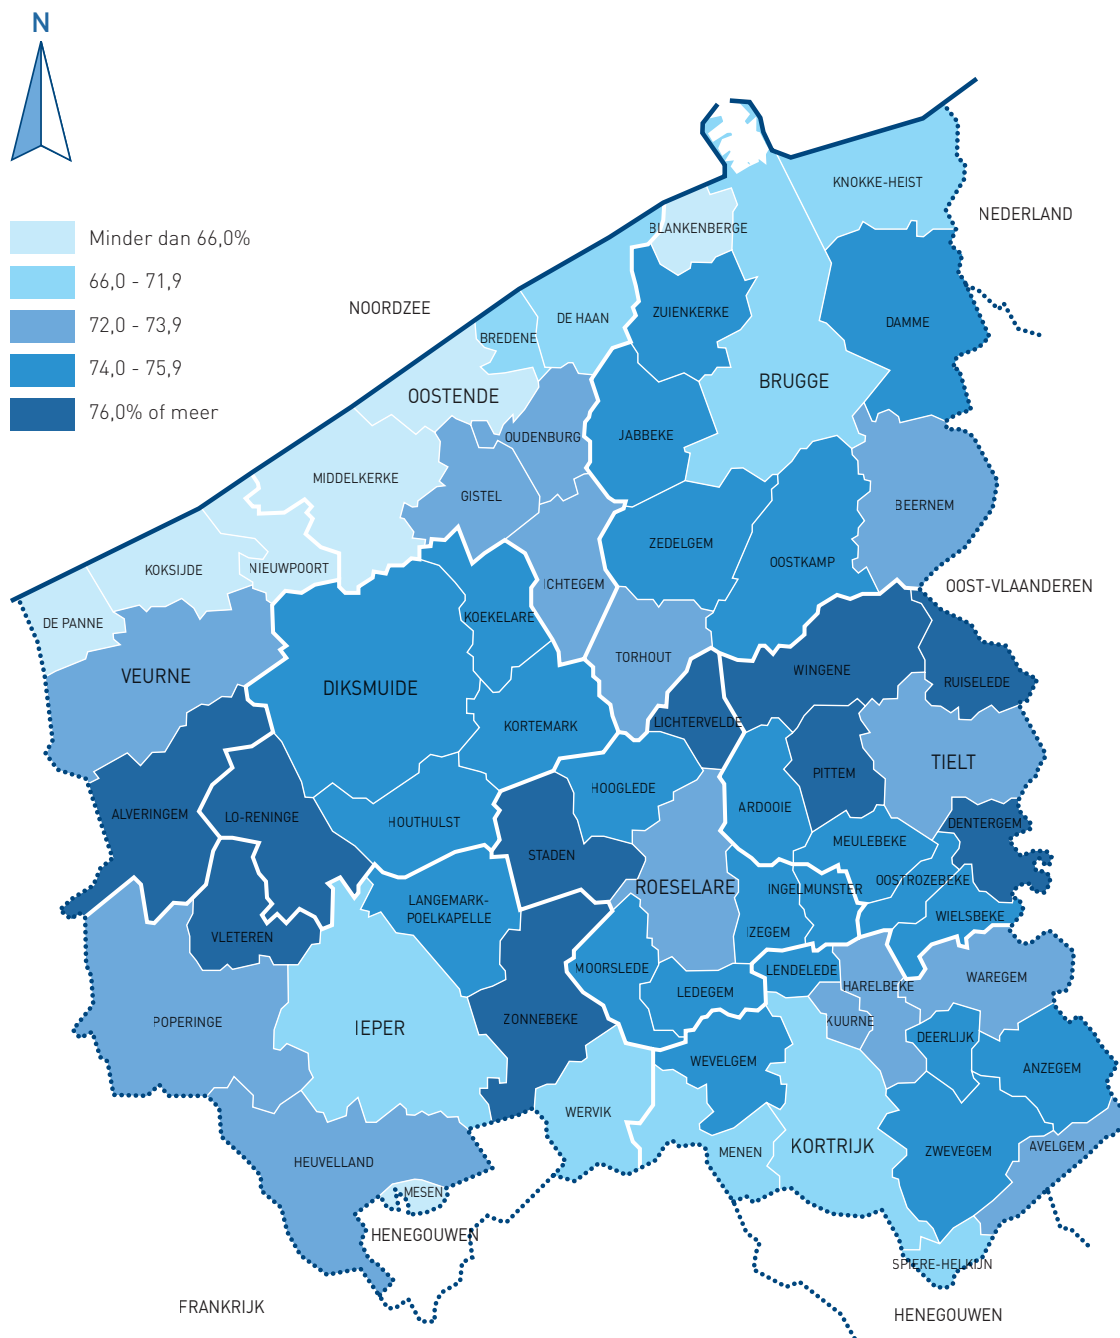 N
KNOKKE-HEIST
NEDERLAND
BLANKENBERGE
Minder dan 66,0%
66,0 - 71,9
72,0 - 73,9
74,0 - 75,9
76,0% of meer
NOORDZEE
ZUIENKERKE
DE HAAN
DAMME
BREDENE
BRUGGE
OOSTENDE
OUDENBURG
JABBEKE
MIDDELKERKE
GISTEL
BEERNEM
ZEDELGEM
OOSTKAMP
KOKSIJDE
NIEUWPOORT
ICHTEGEM
OOST-VLAANDEREN
DE PANNE
KOEKELARE
TORHOUT
VEURNE
DIKSMUIDE
WINGENE
RUISELEDE
LICHTERVELDE
KORTEMARK
TIELT
PITTEM
HOOGLEDE
ARDOOIE
ALVERINGEM
LO-RENINGE
HOUTHULST
DENTERGEM
MEULEBEKE
STADEN
ROESELARE
INGELMUNSTER
OOSTROZEBEKE
LANGEMARK-
POELKAPELLE
WIELSBEKE
VLETEREN
IZEGEM
MOORSLEDE
LENDELEDE
HARELBEKE
WAREGEM
LEDEGEM
POPERINGE
IEPER
ZONNEBEKE
KUURNE
DEERLIJK
WEVELGEM
ANZEGEM
WERVIK
MENEN
KORTRIJK
ZWEVEGEM
AVELGEM
HEUVELLAND
MESEN
HENEGOUWEN
SPIERE-HELKIJN
FRANKRIJK
HENEGOUWEN